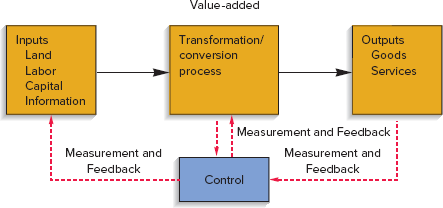 Value-added
Inputs
Land
Labor
Capital
Information
Transformation/
conversion
process
Outputs
Goods
Services
Measurement and Feedback
Measurement and
Feedback
Control
Measurement and
Feedback